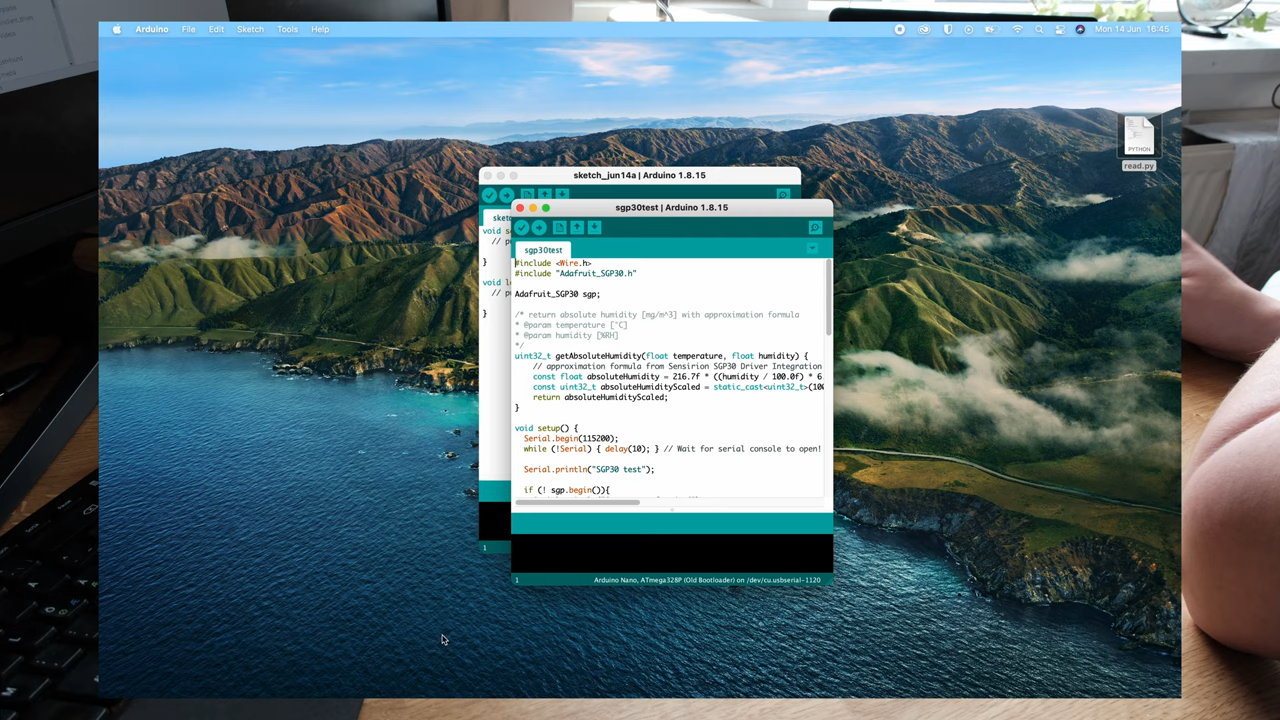 Arduino File Edit Sketch Tools Help Mon 14 Jun 16:45
PYTHON
read.py
sketch_jun14a | Arduino 1.8.15
sketc
void s
// p
}
void l
// p
}
1
sgp30test | Arduino 1.8.15
sgp30test
#include <Wire.h>
#include "Adafruit_SGP30.h"
Adafruit_SGP30 sgp;
/* return absolute humidity [mg/m^3] with approximation formula
* @param temperature [°C]
* @param humidity [%RH]
*/
uint32_t getAbsoluteHumidity(float temperature, float humidity) {
// approximation formula from Sensirion SGP30 Driver Integration
const float absoluteHumidity = 216.7f * ((humidity / 100.0f) * 6.
const uint32_t absoluteHumidityScaled = static_cast<uint32_t>(100
return absoluteHumidityScaled;
}
void setup() {
Serial.begin(115200);
while (!Serial) { delay(10); } // Wait for serial console to open!
Serial.println("SGP30 test");
if (! sgp.begin()){
1
Arduino Nano, ATmega328P (Old Bootloader) on /dev/cu.usbserial-1120